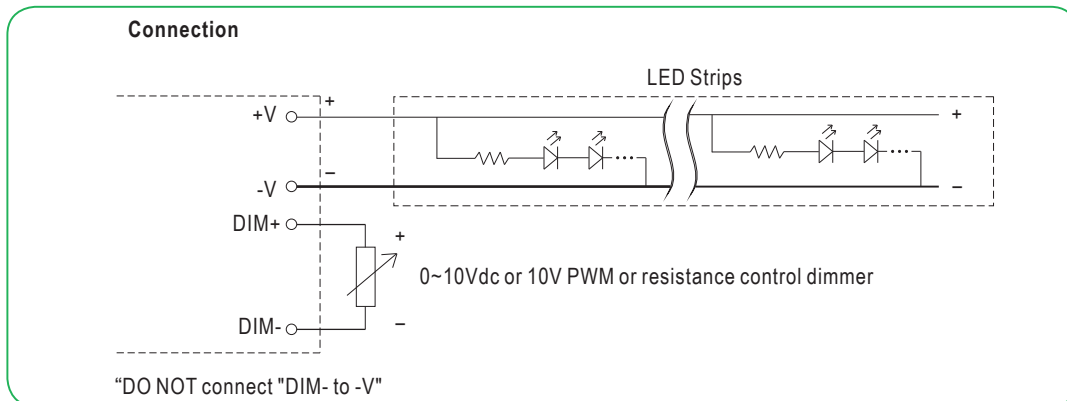 Connection
LED Strips
+
+V
+
-V
–
–
DIM+
+
0~10Vdc or 10V PWM or resistance control dimmer
DIM-
–
“DO NOT connect "DIM- to -V"